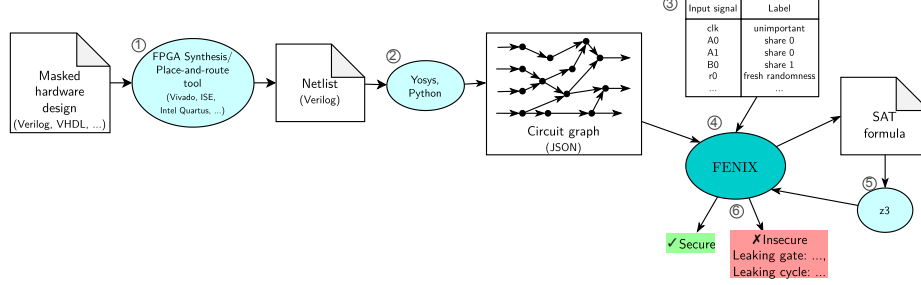 ③
Input signal Label
clk unimportant
A0 share 0
A1 share 0
B0 share 1
r0 fresh randomness
... ...
①
FPGA Synthesis/
Place-and-route
tool
(Vivado, ISE,
Intel Quartus, ...)
Masked
hardware
design
(Verilog, VHDL, ...)
Netlist
(Verilog)
②
Yosys,
Python
Circuit graph
(JSON)
④
FENIX
SAT
formula
⑤
z3
⑥
✓Secure
✗Insecure
Leaking gate: ...,
Leaking cycle: ...